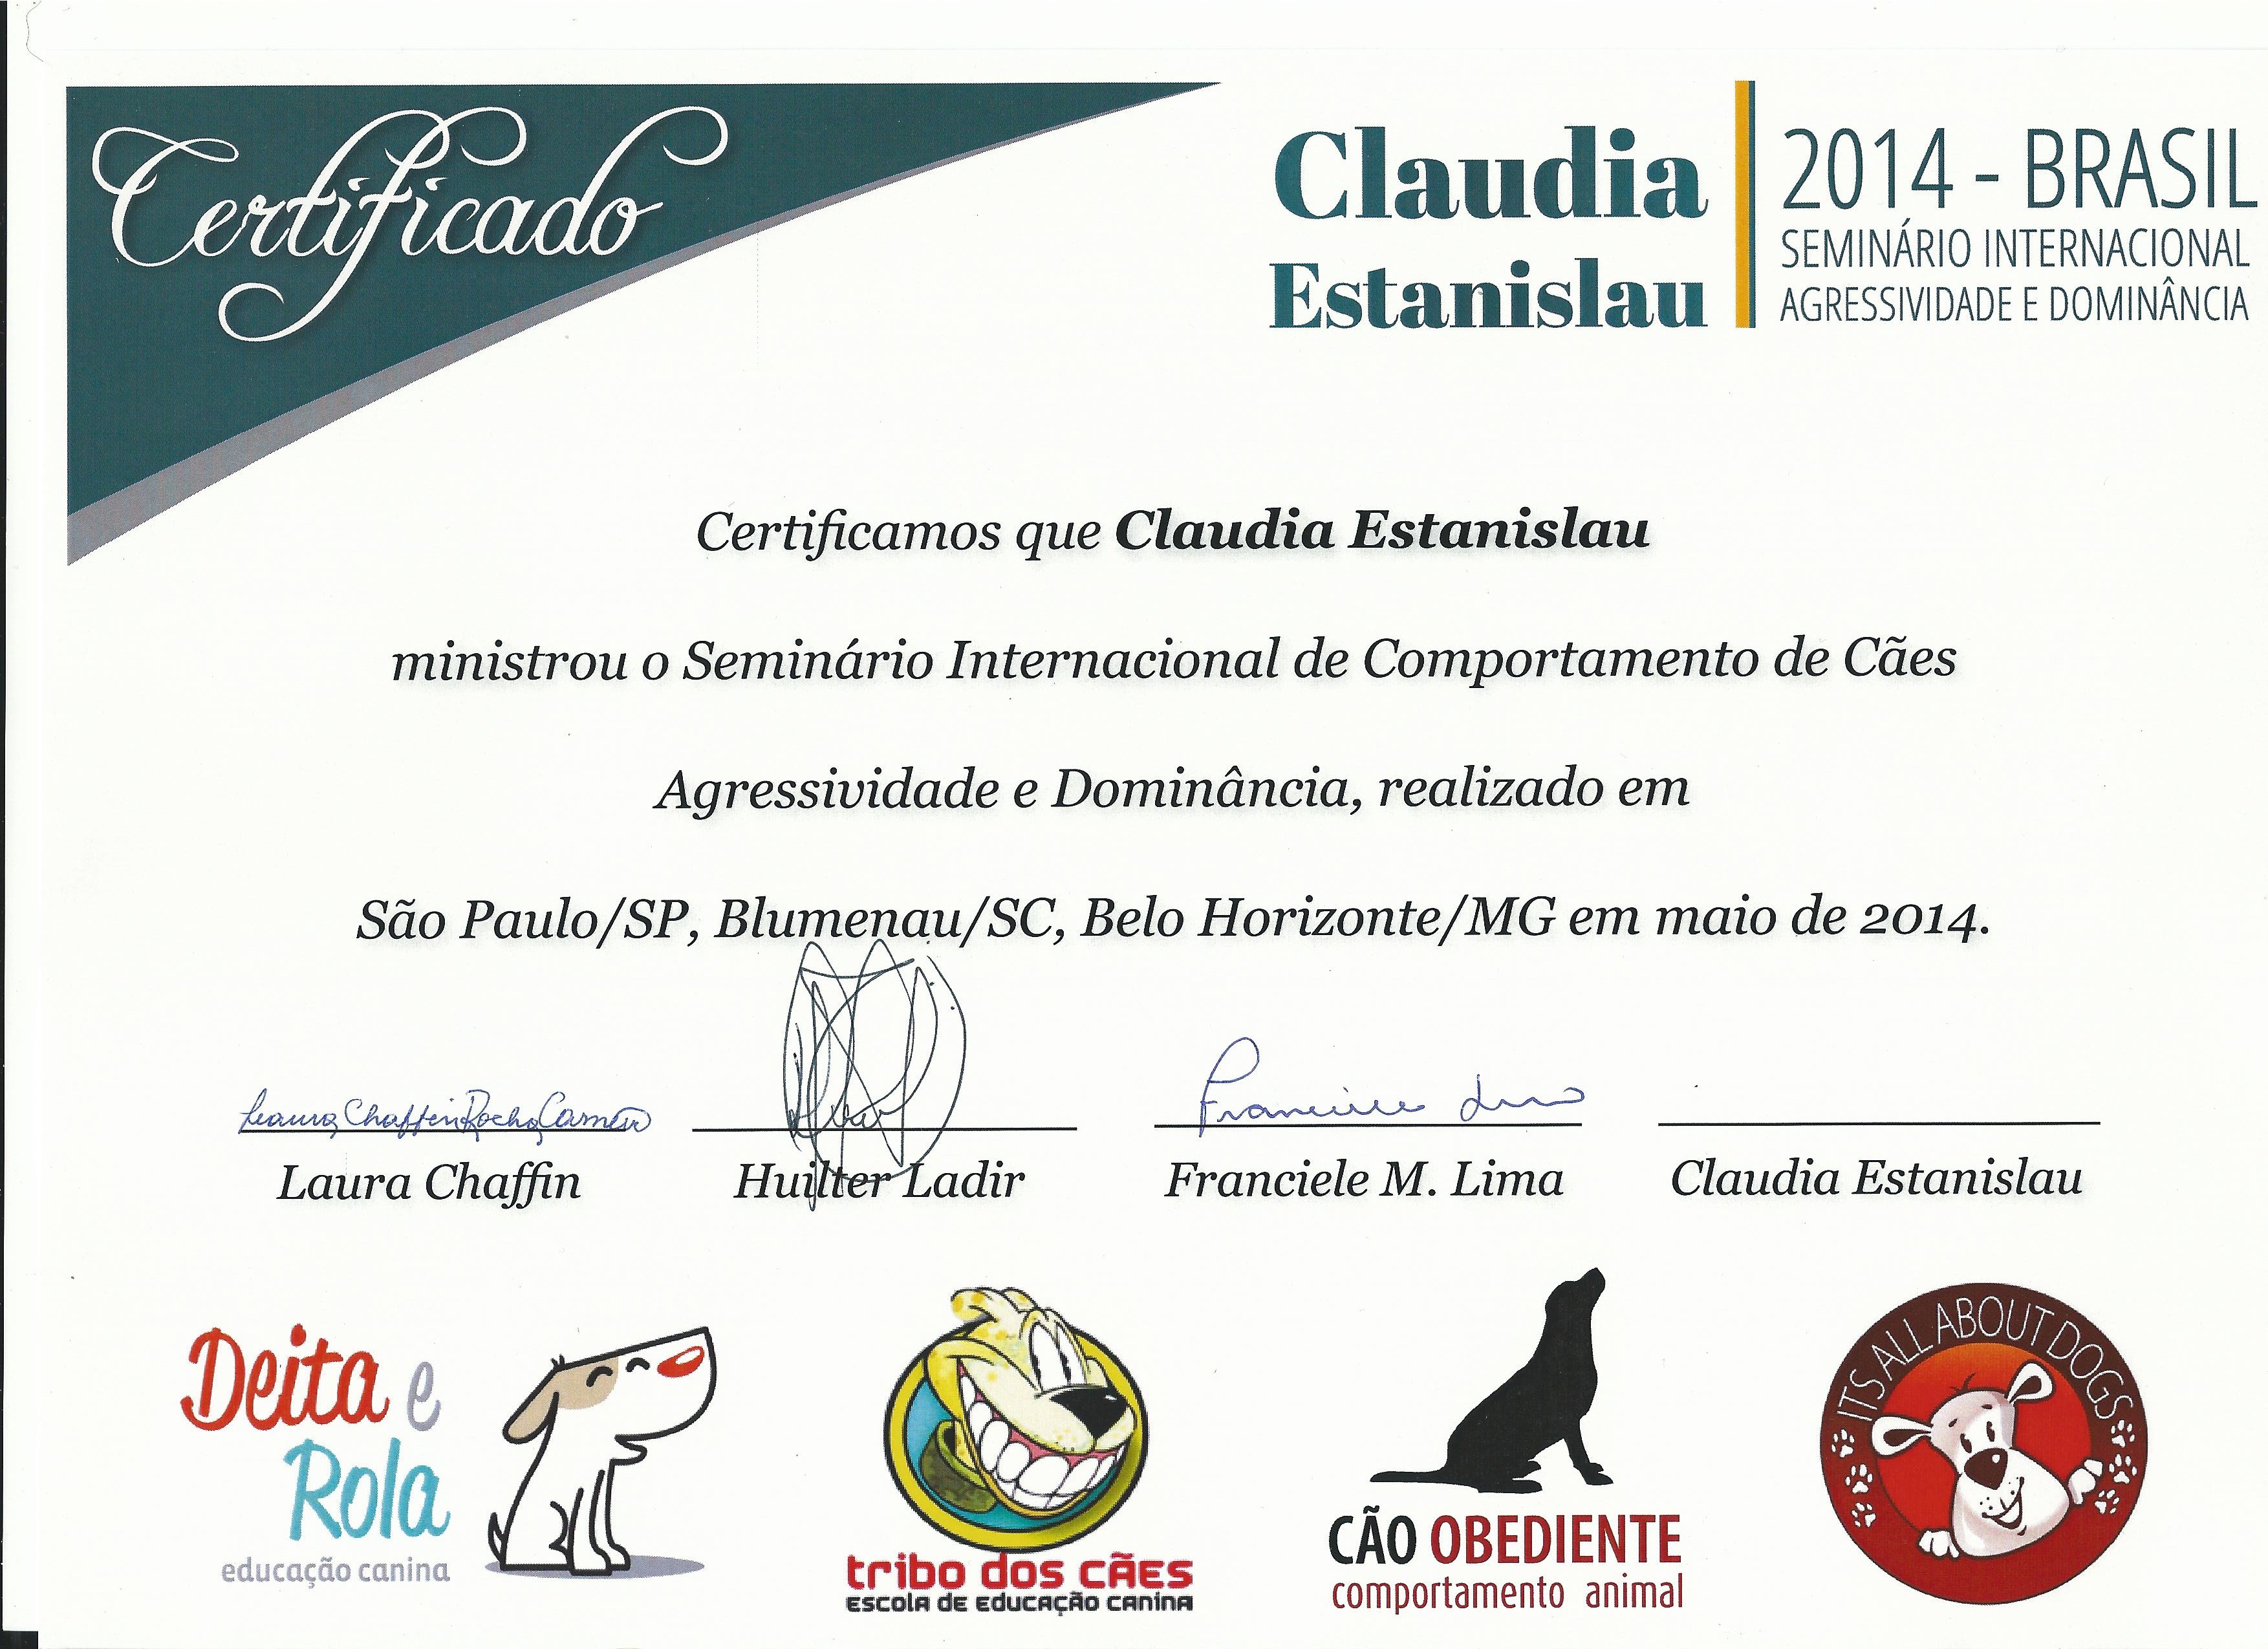 Certificado
Claudia
Estanislau
2014 - BRASIL
SEMINÁRIO INTERNACIONAL
AGRESSIVIDADE E DOMINÂNCIA
Certificamos que Claudia Estanislau
ministrou o Seminário Internacional de Comportamento de Cães
Agressividade e Dominância, realizado em
São Paulo/SP, Blumenau/SC, Belo Horizonte/MG em maio de 2014.
Laura Chaffin Rocha Carneiro
Franciele Lima
Laura Chaffin
Huilter Ladir
Franciele M. Lima
Claudia Estanislau
Deita e
Rola
educação canina
tribo dos cães
escola de educação canina
CÃO OBEDIENTE
comportamento animal
ITS ALL ABOUT DOGS